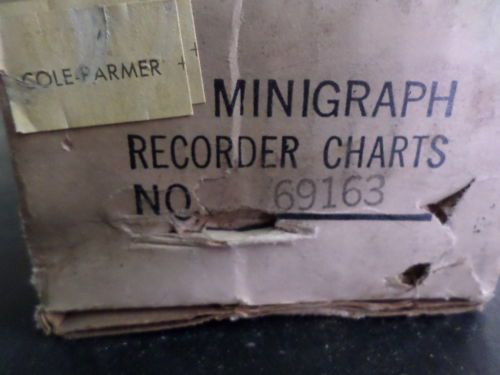 COLE-PARMER
MINIGRAPH
RECORDER CHARTS
NO. 69163